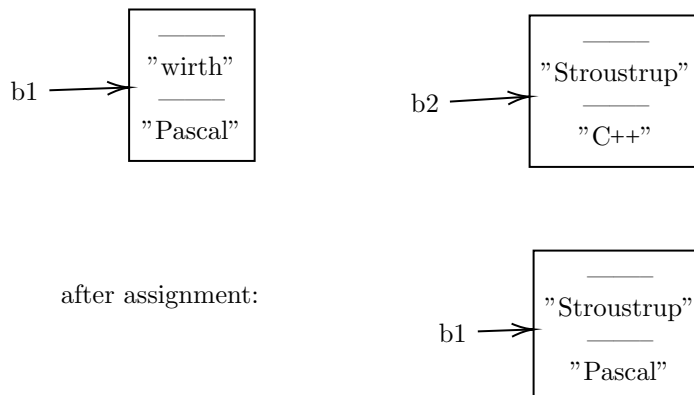 "wirth"
b1
"Pascal"
"Stroustrup"
b2
"C++"
after assignment:
"Stroustrup"
b1
"Pascal"